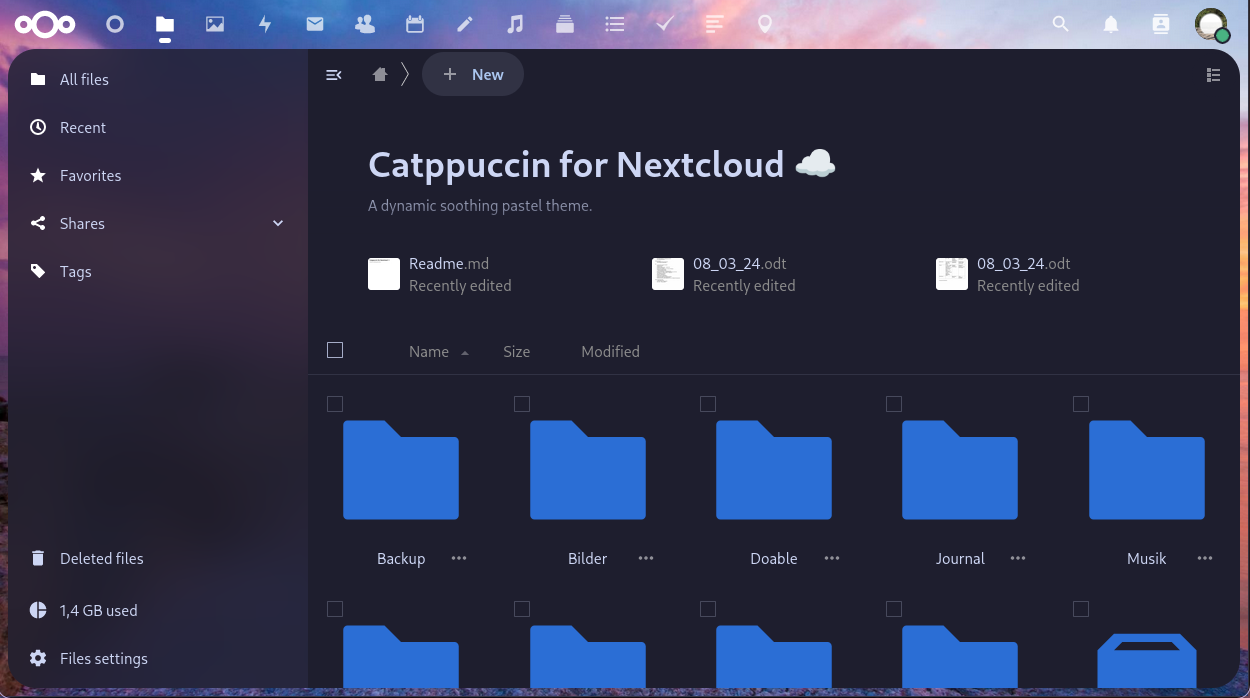 All files
Recent
Favorites
Shares
Tags
Deleted files
1,4 GB used
Files settings
New
Catppuccin for Nextcloud ☁️
A dynamic soothing pastel theme.
Readme.md
Recently edited
08_03_24.odt
Recently edited
08_03_24.odt
Recently edited
Name Size Modified
Backup Bilder Doable Journal Musik